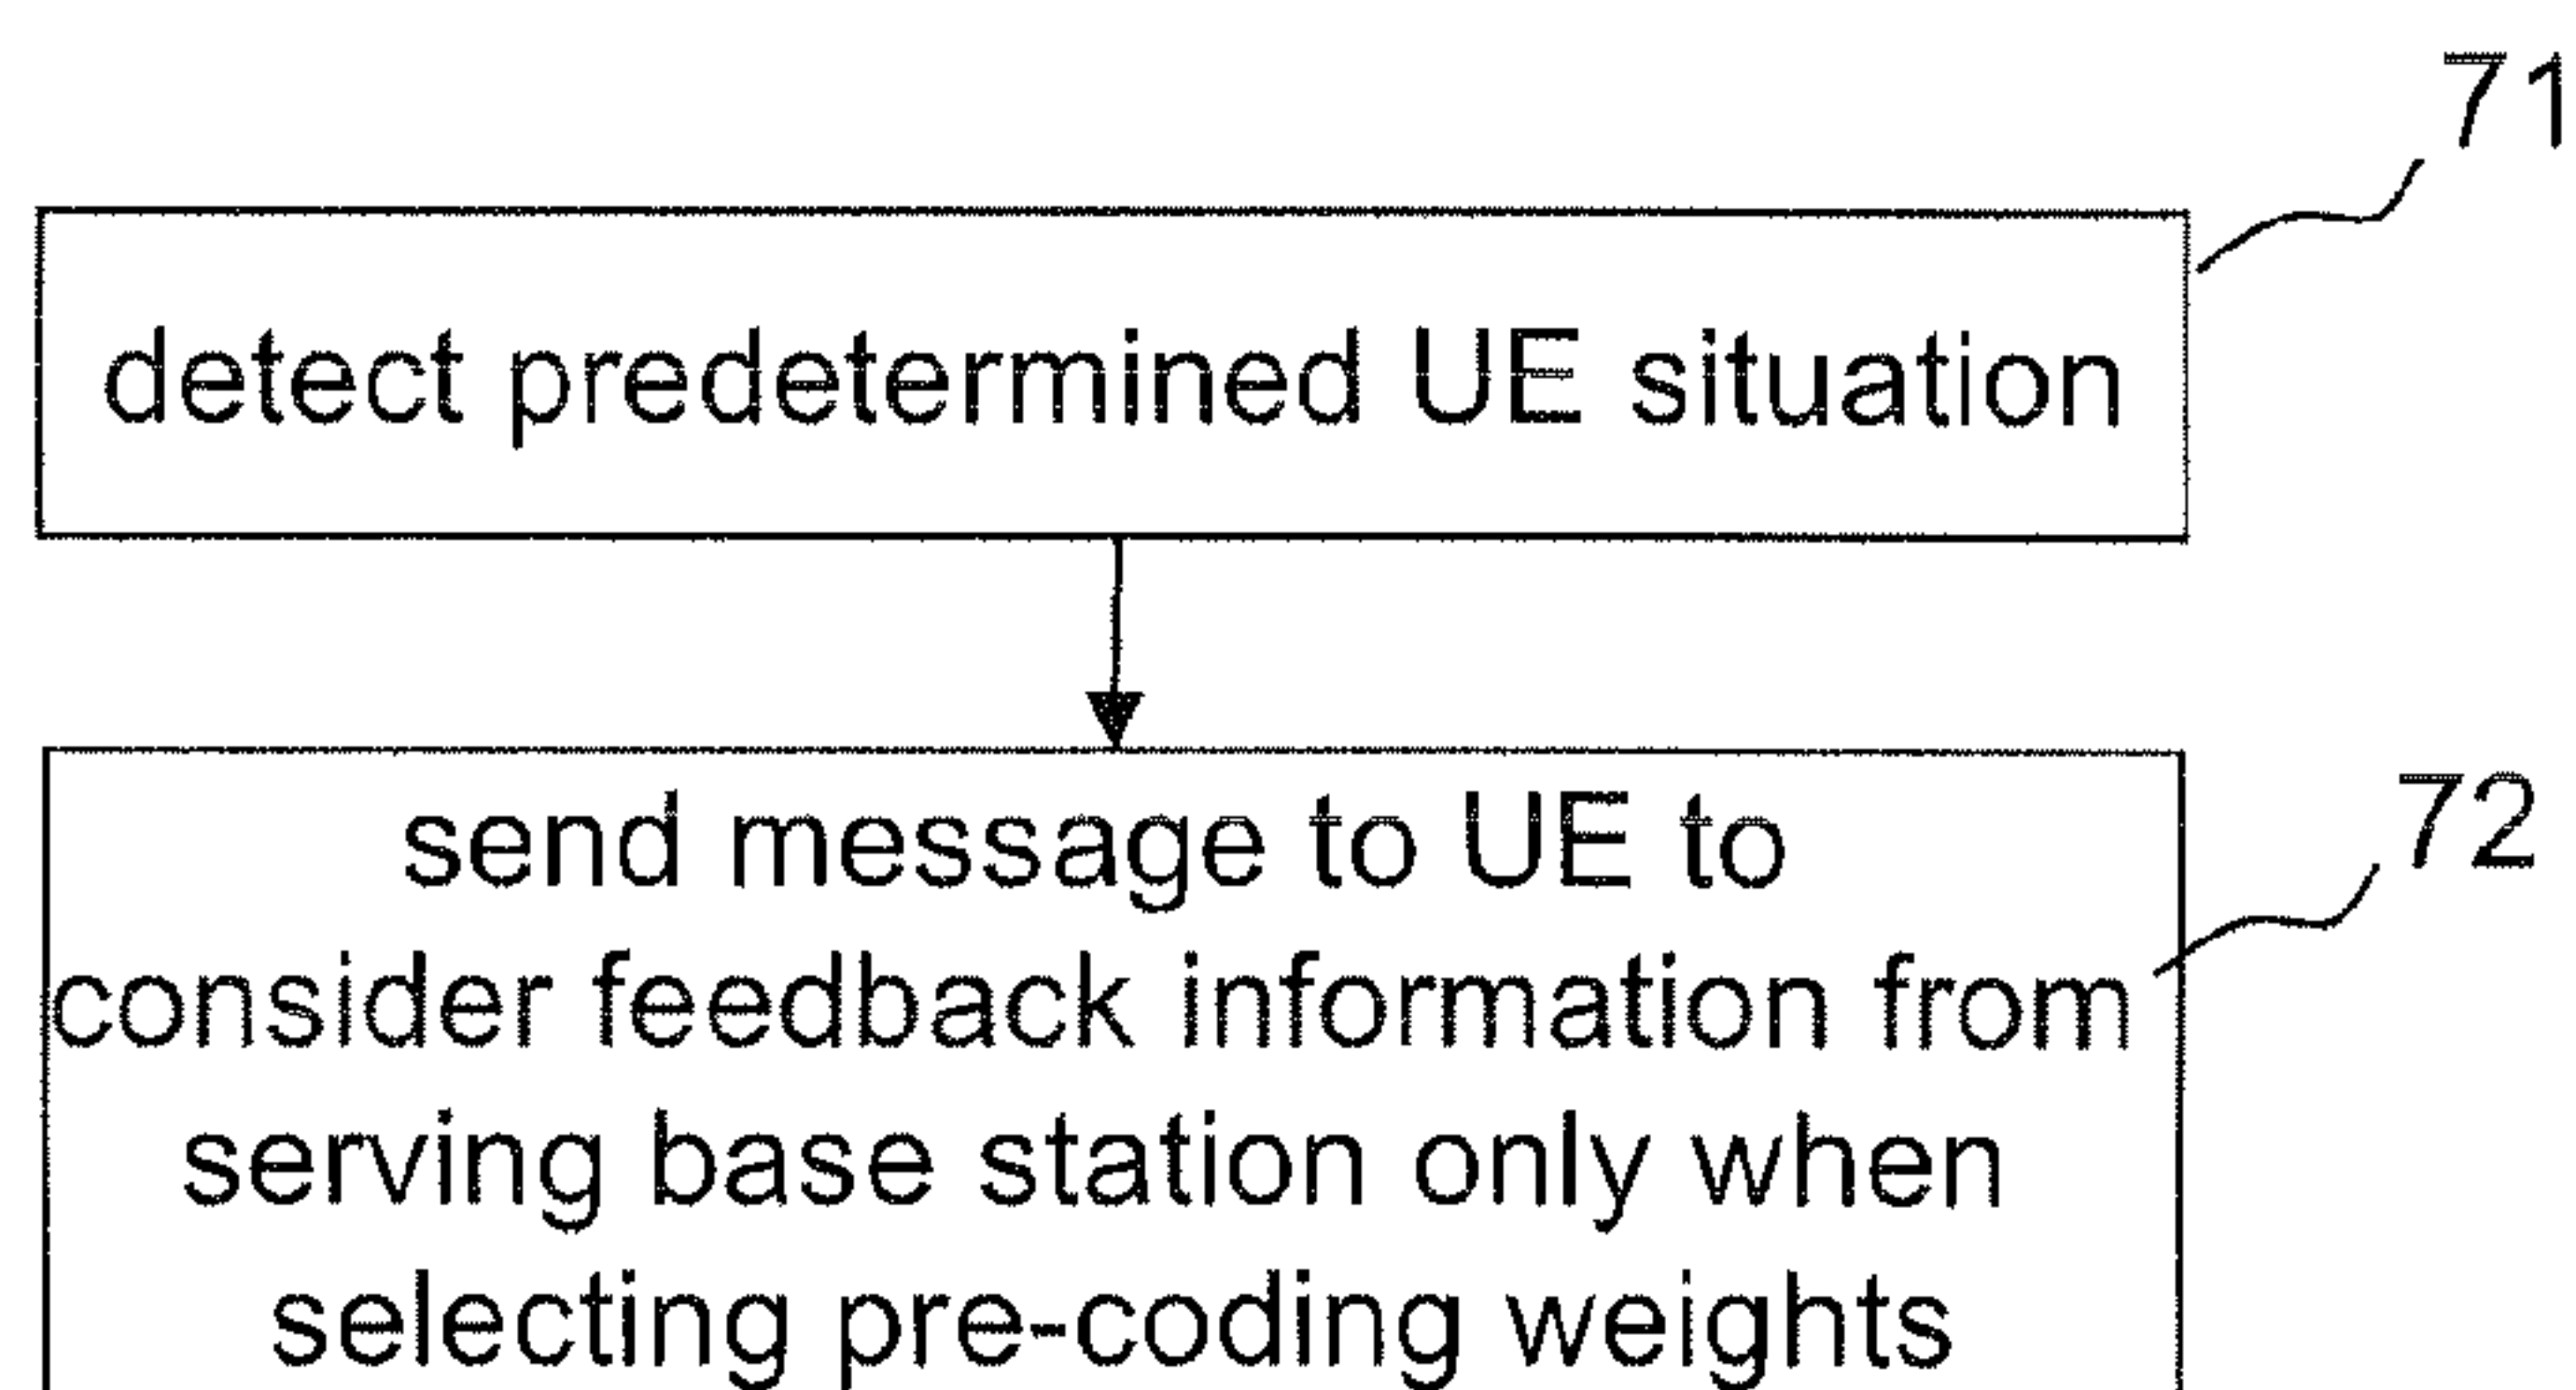 71
detect predetermined UE situation
send message to UE to
72
consider feedback information from
serving base station only when
selecting pre-coding weights